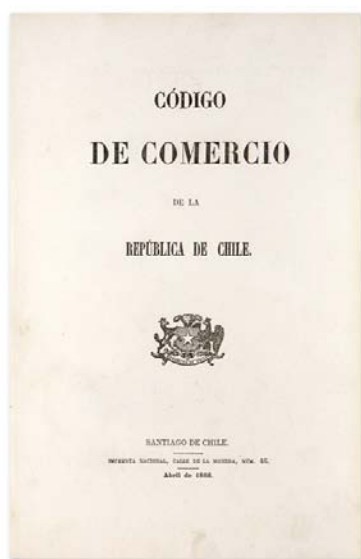 CÓDIGO
DE COMERCIO
DE LA
REPÚBLICA DE CHILE.
SANTIAGO DE CHILE.
IMPRENTA NACIONAL, CALLE DE LA MONEDA, NÚM.
Abril de